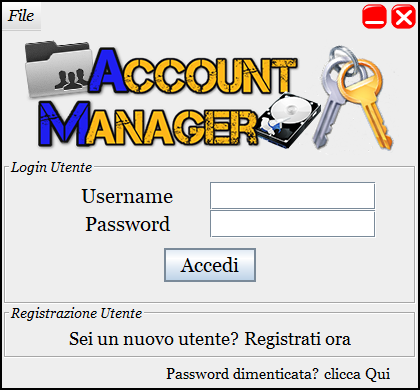 File
ACCOUNT
MANAGER
Login Utente
Username
Password
Accedi
Registrazione Utente
Sei un nuovo utente? Registrati ora
Password dimenticata? clicca Qui